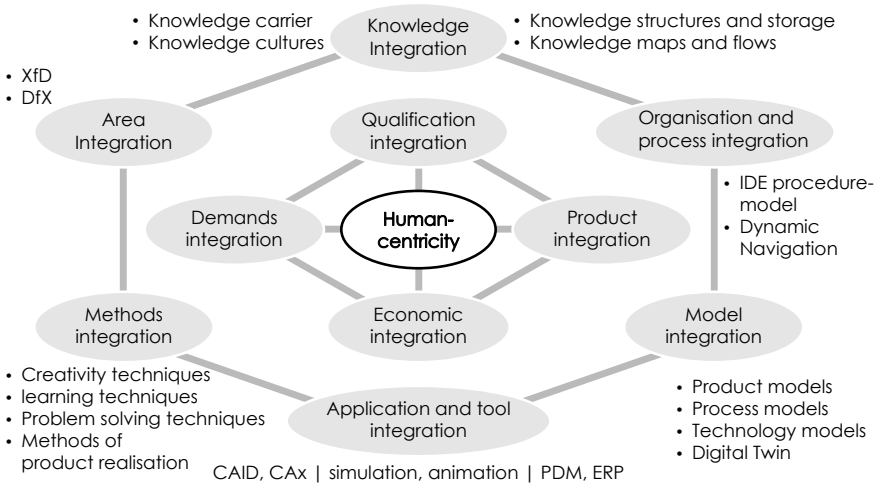 • Knowledge carrier
• Knowledge cultures
Knowledge
Integration
• Knowledge structures and storage
• Knowledge maps and flows
• XfD
• DfX
Area
Integration
Qualification
integration
Organisation and
process integration
• IDE procedure-
model
• Dynamic
Navigation
Demands
integration
Human-
centricity
Product
integration
Methods
integration
Economic
integration
Model
integration
• Creativity techniques
• learning techniques
• Problem solving techniques
• Methods of
product realisation
Application and tool
integration
• Product models
• Process models
• Technology models
• Digital Twin
CAID, CAx | simulation, animation | PDM, ERP